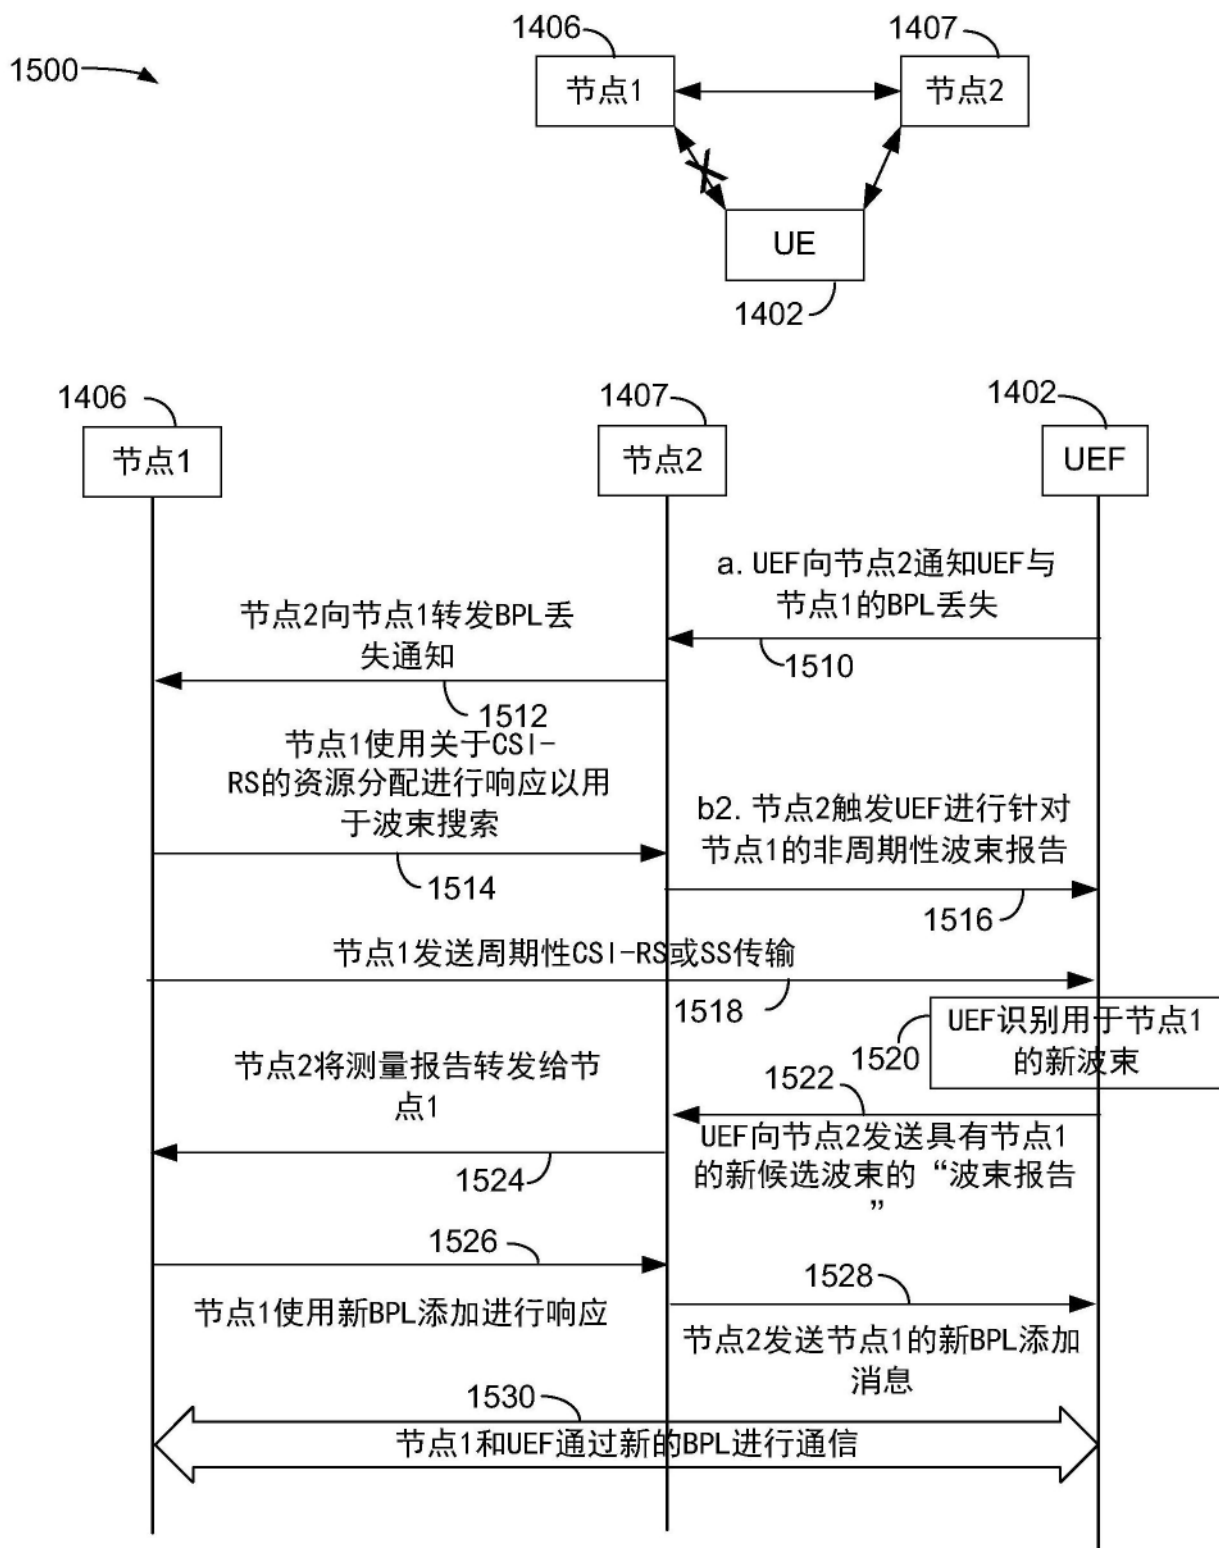 1406
1407
1500
节点1
节点2
UE
1402
1406
1407
1402
节点1
节点2
UEF
a. UEF向节点2通知UEF与
节点1的BPL丢失
1510
节点2向节点1转发BPL丢
失通知
1512
节点1使用关于CSI-
RS的资源分配进行响应以用
于波束搜索
1514
b2. 节点2触发UEF进行针对
节点1的非周期性波束报告
1516
节点1发送周期性CSI-RS或SS传输
1518
1520
UEF识别用于节点1
的新波束
节点2将测量报告转发给节
点1
1522
UEF向节点2发送具有节点1
的新候选波束的“波束报告
”
1524
1526
节点1使用新BPL添加进行响应
1528
节点2发送节点1的新BPL添加
消息
1530
节点1和UEF通过新的BPL进行通信